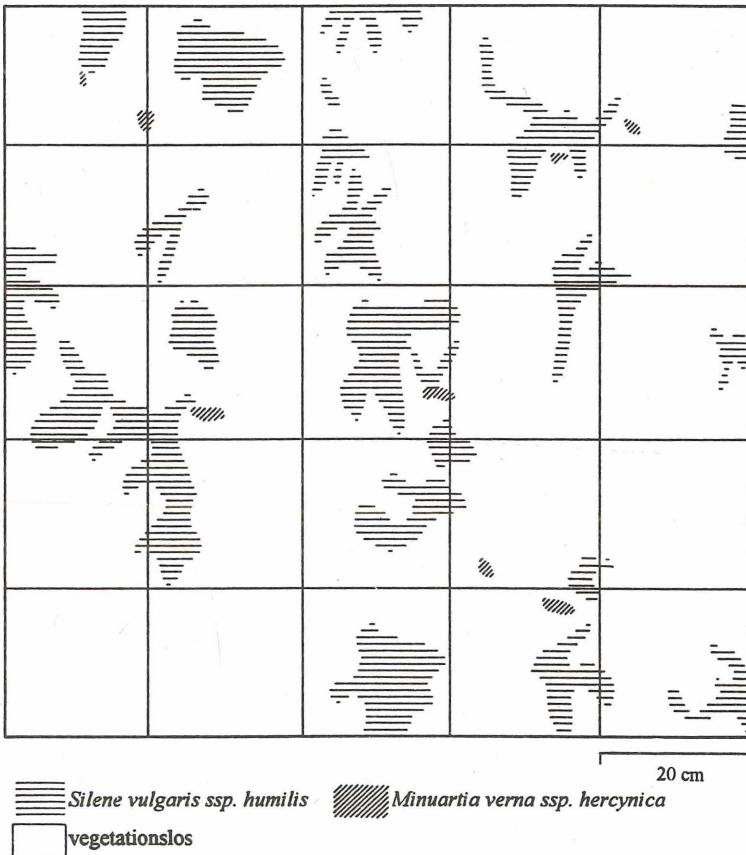 20 cm
Silene vulgaris ssp. humilis Minuartia verna ssp. hercynica
vegetationslos